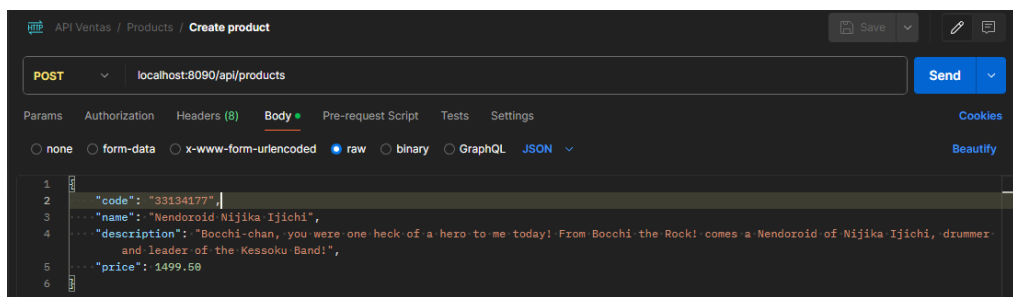 HTTP API Ventas / Products / Create product Save
POST localhost:8090/api/products Send
Params Authorization Headers (8) Body Pre-request Script Tests Settings Cookies
none form-data x-www-form-urlencoded raw binary GraphQL JSON Beautify
1 {
2 "code": "33134177",
3 "name": "Nendoroid Nijika Ijichi",
4 "description": "Bocchi-chan, you were one heck of a hero to me today! From Bocchi the Rock! comes a Nendoroid of Nijika Ijichi, drummer
and leader of the Kessoku Band!",
5 "price": 1499.50
6 }